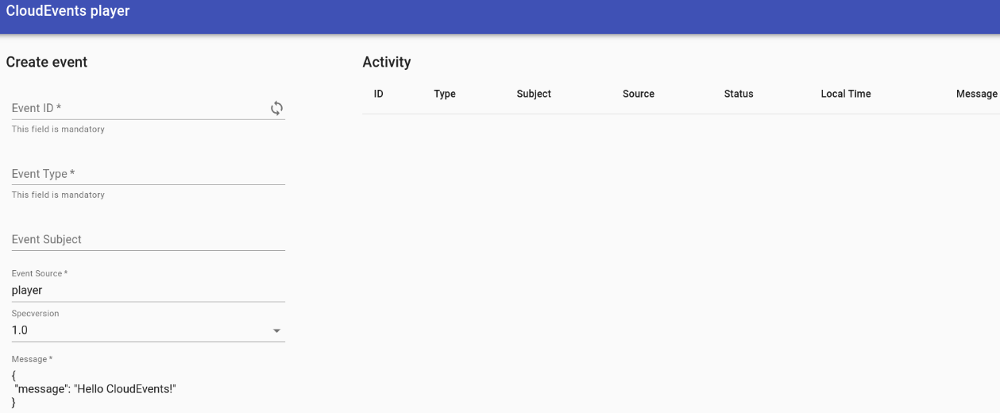 CloudEvents player
Create event
Event ID *
This field is mandatory
Event Type *
This field is mandatory
Event Subject
Event Source *
player
Specversion
1.0
Message *
{
"message": "Hello CloudEvents!"
}
Activity
ID Type Subject Source Status Local Time Message